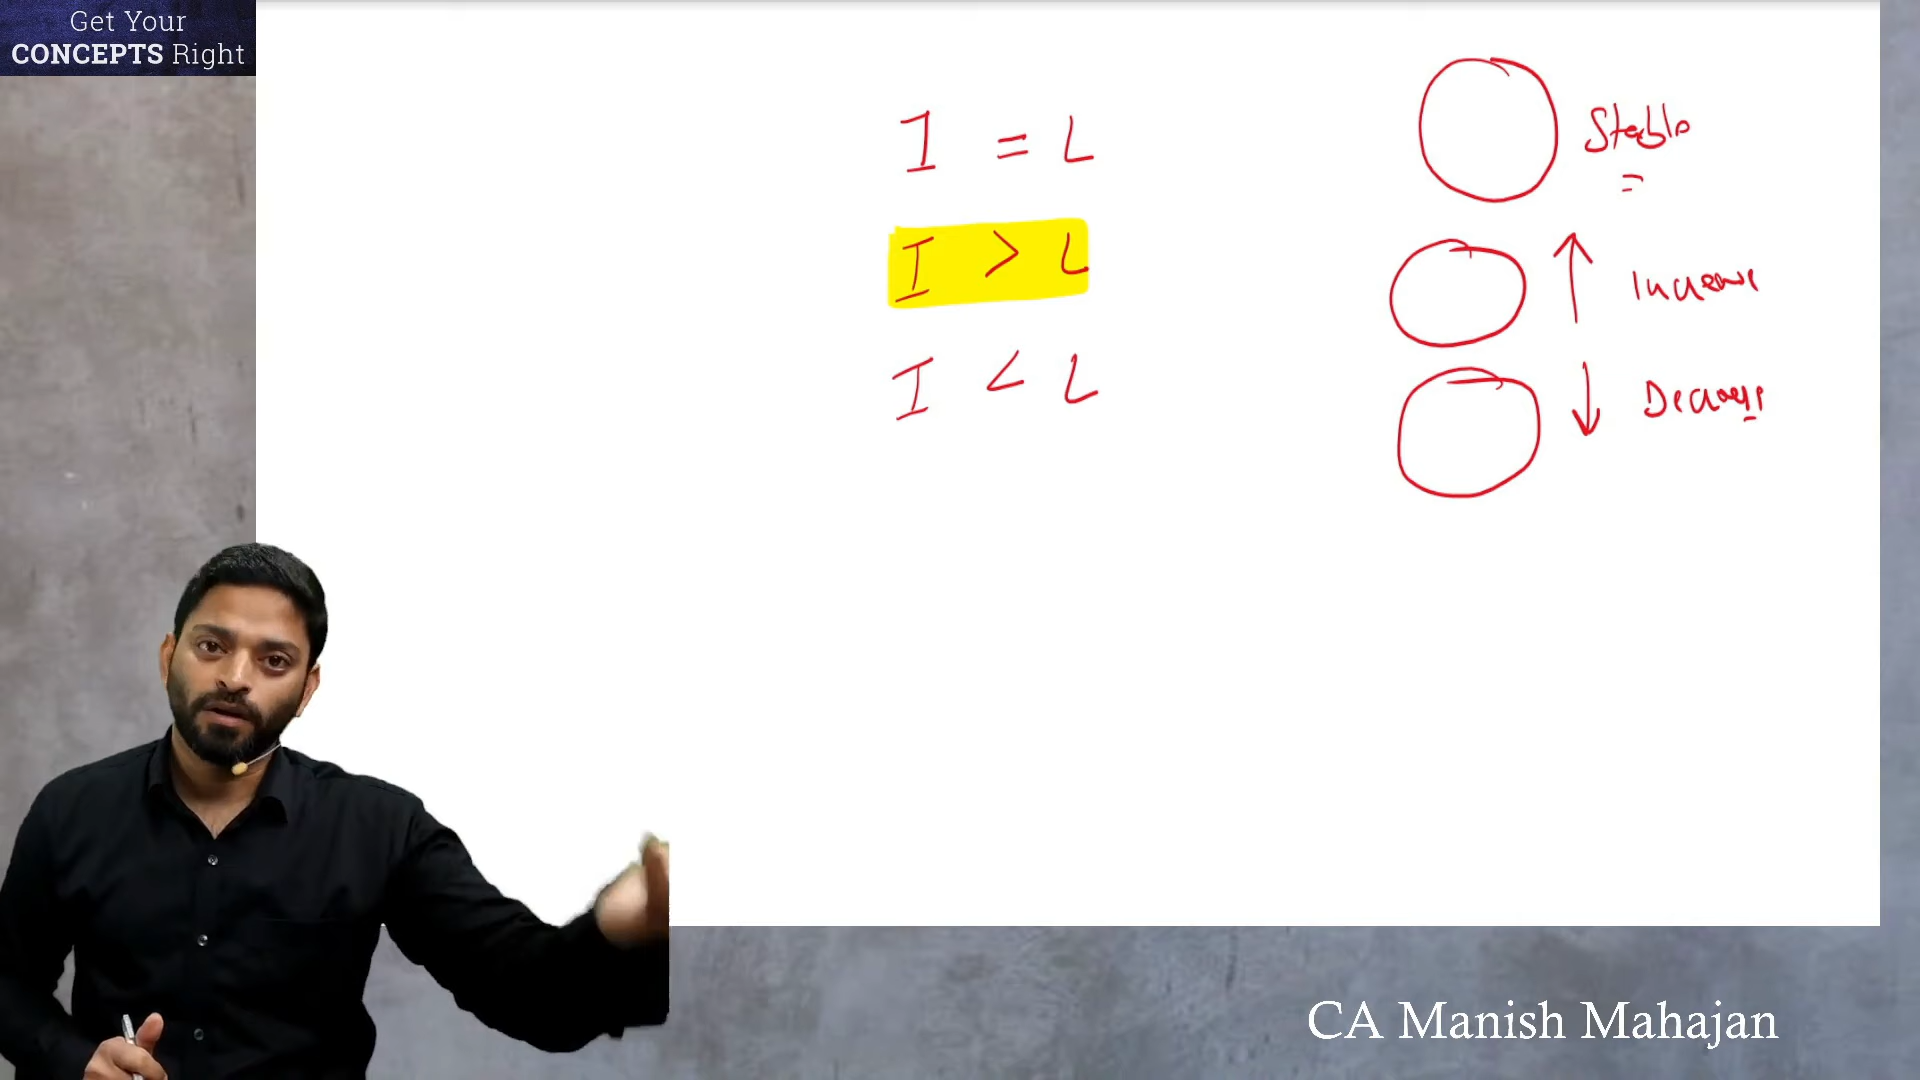 Get Your
CONCEPTS Right
I = L
Stable
I > L
Increase
I < L
Decrease
CA Manish Mahajan